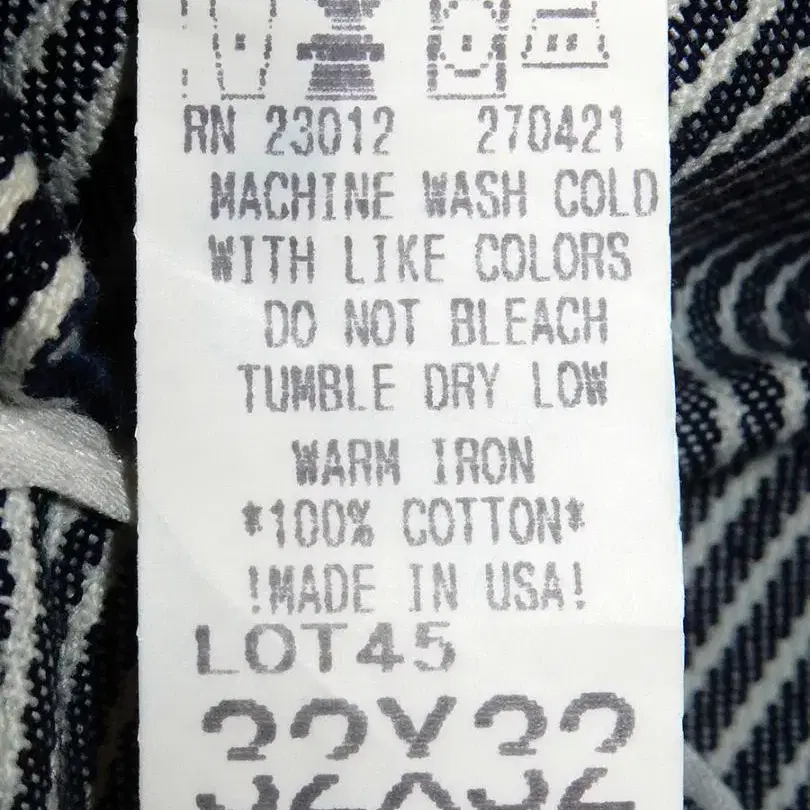 RN 23012 270421
MACHINE WASH COLD
WITH LIKE COLORS
DO NOT BLEACH
TUMBLE DRY LOW
WARM IRON
*100% COTTON*
!MADE IN USA!
LOT45
32X32